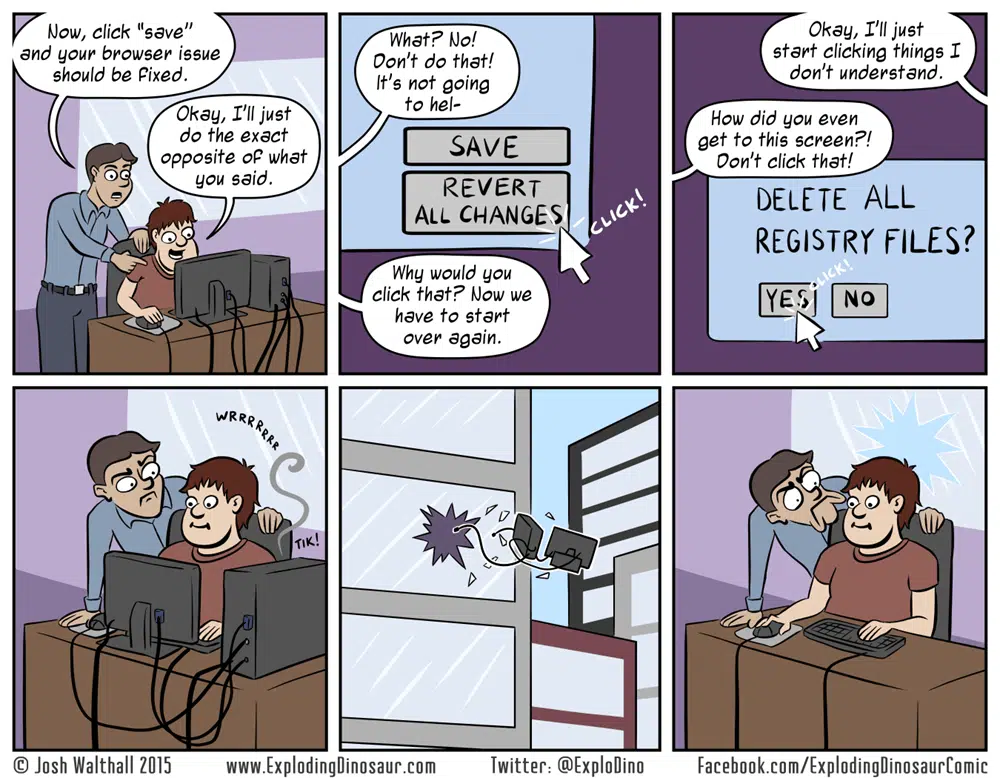 Now, click "save"
and your browser issue
should be fixed.
Okay, I'll just
do the exact
opposite of what
you said.
What? No!
Don't do that!
It's not going
to hel-
SAVE
REVERT
ALL CHANGES
CLICK!
Why would you
click that? Now we
have to start
over again.
Okay, I'll just
start clicking things I
don't understand.
How did you even
get to this screen?!
Don't click that!
DELETE ALL
REGISTRY FILES?
CLICK!
YES
NO
WRRRRRRR
TIK!
© Josh Walthall 2015
www.ExplodingDinosaur.com
Twitter: @ExploDino
Facebook.com/ExplodingDinosaurComic